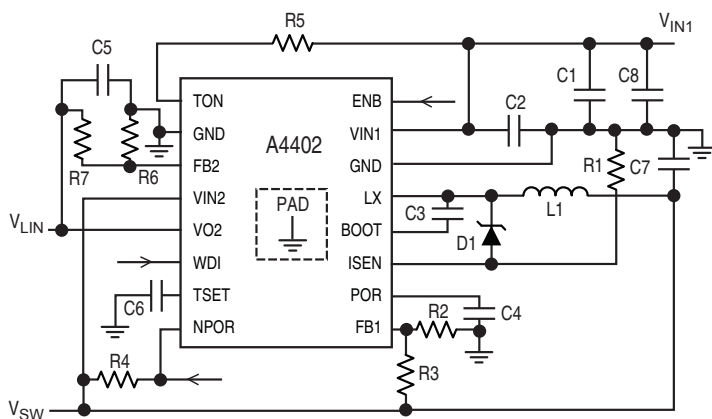 R5
V_IN1
C5
C1
C8
TON
ENB
C2
GND
A4402
VIN1
FB2
GND
R1
C7
R7
R6
VIN2
PAD
LX
L1
V_LIN
VO2
BOOT
C3
D1
WDI
ISEN
C6
TSET
POR
R2
C4
NPOR
FB1
R4
R3
V_SW